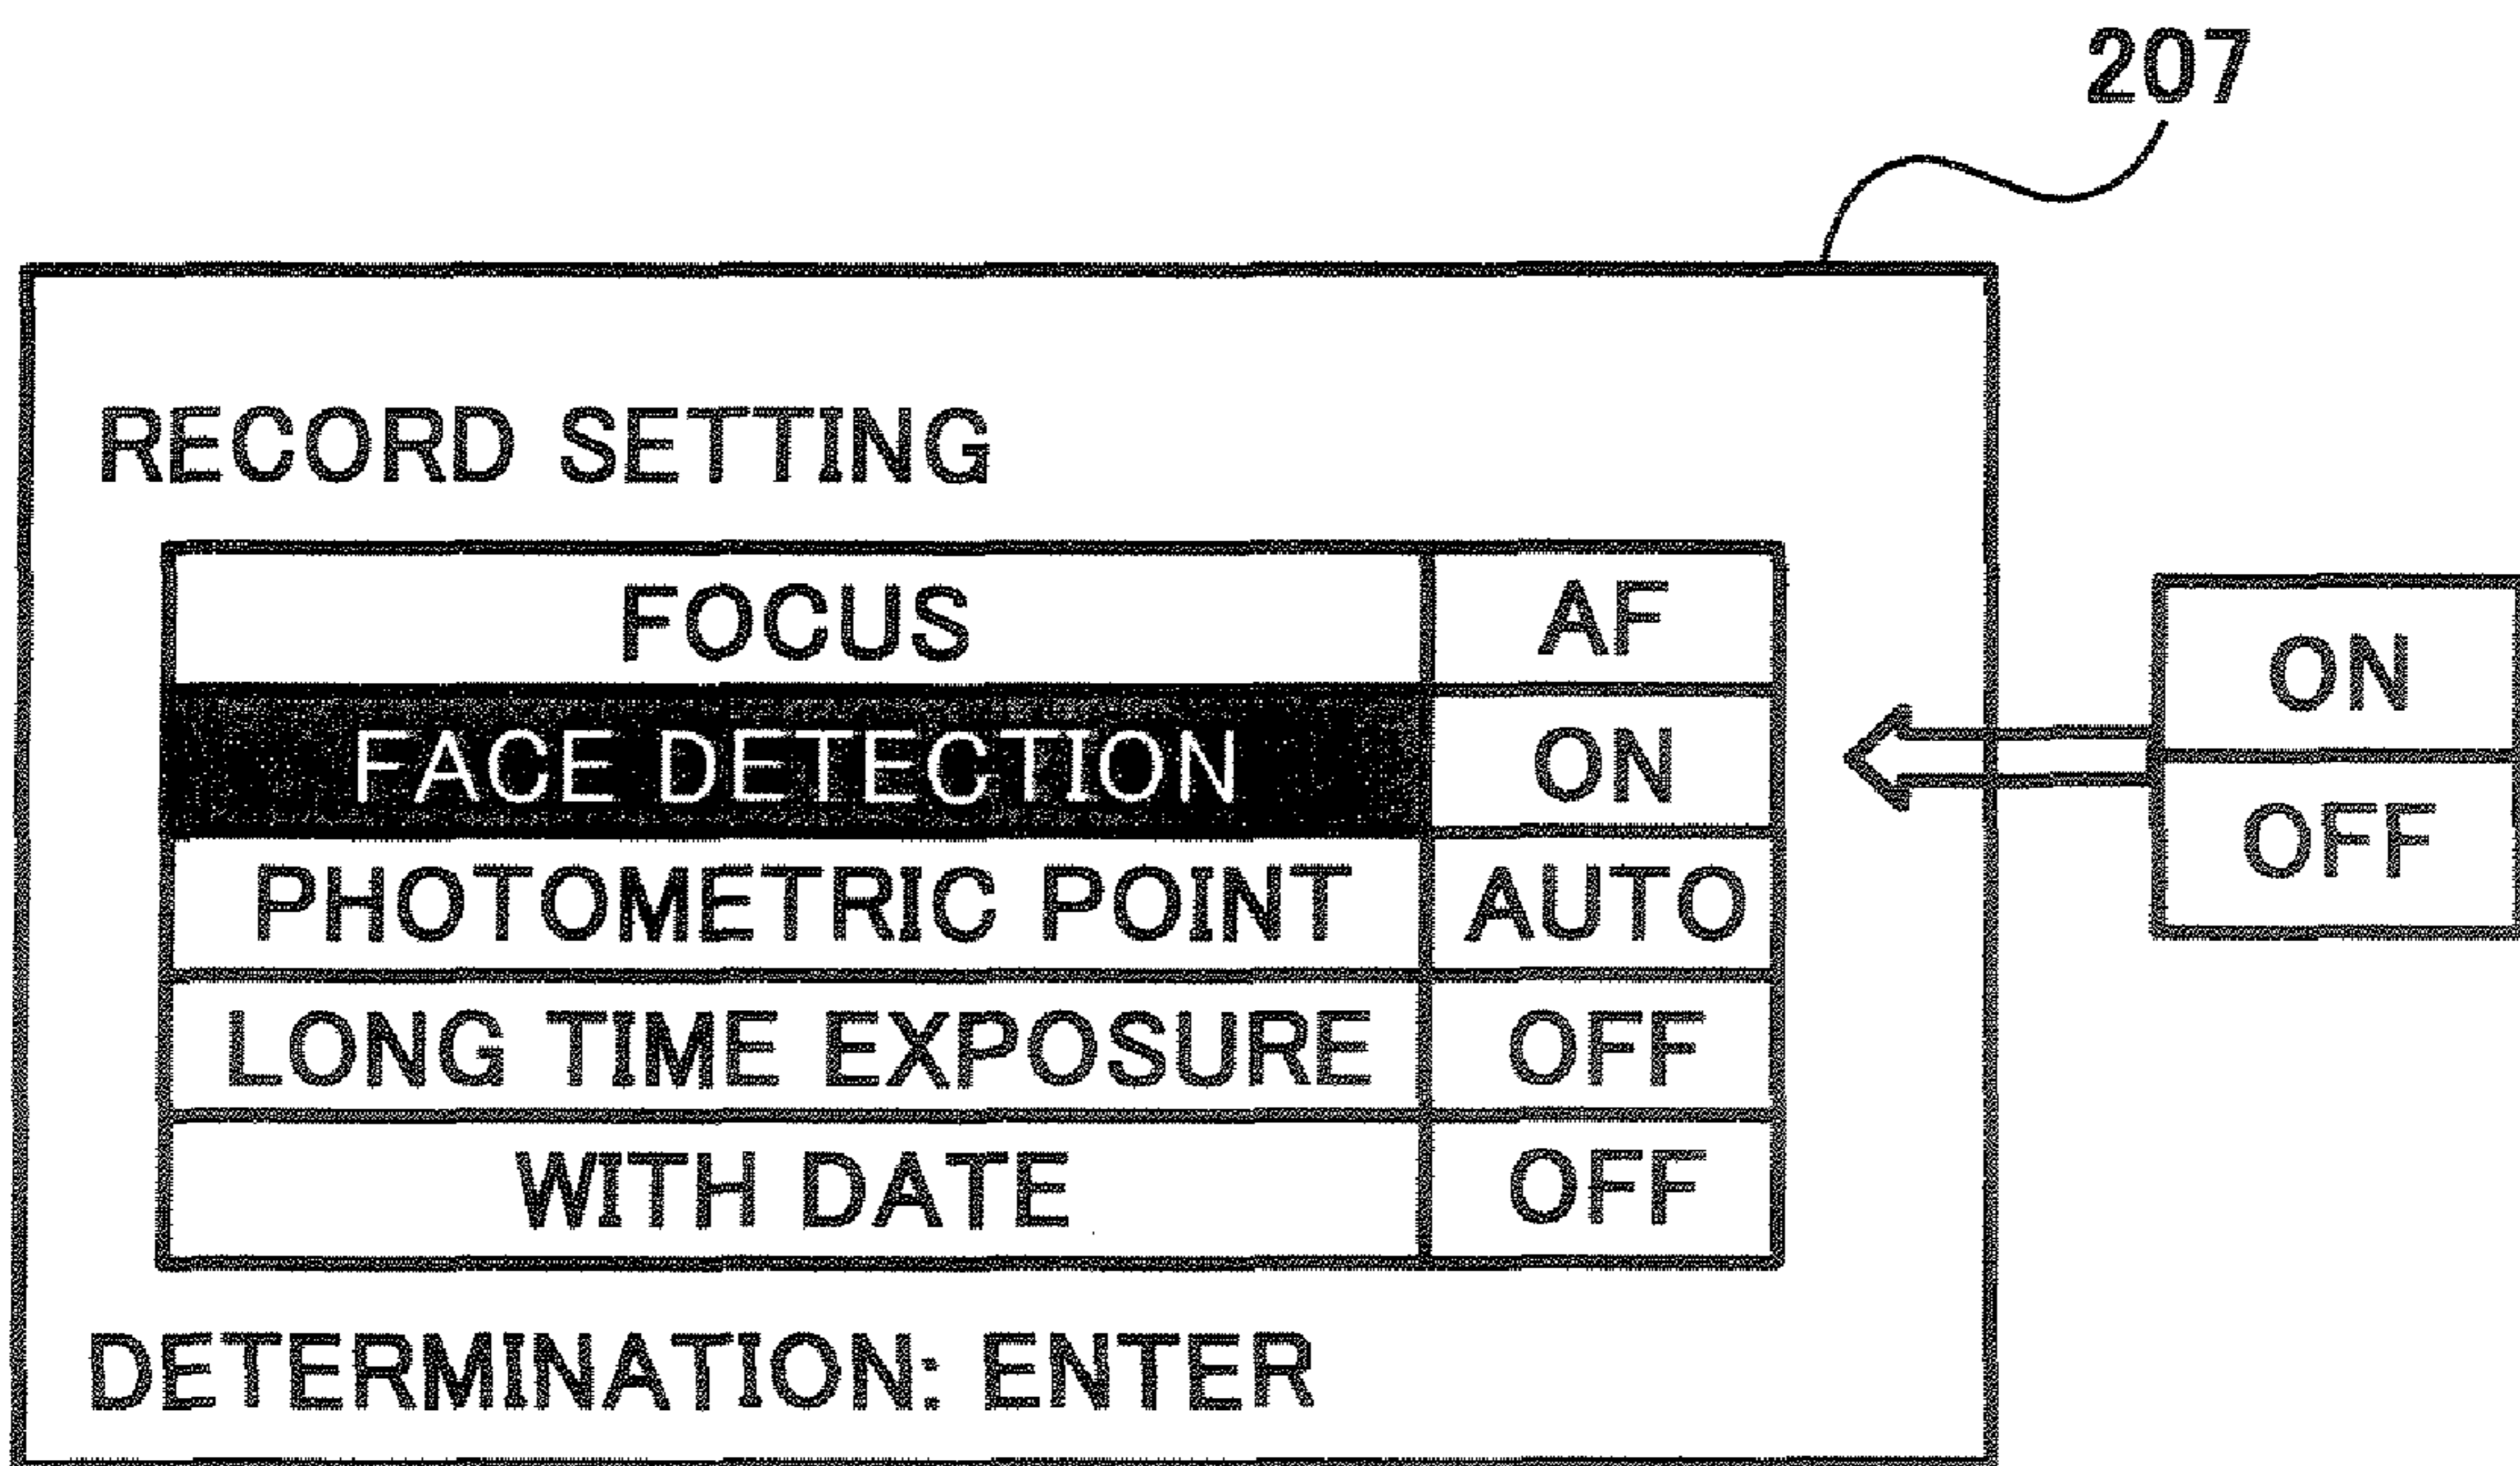 207
RECORD SETTING
FOCUS AF
FACE DETECTION ON
PHOTOMETRIC POINT AUTO
LONG TIME EXPOSURE OFF
WITH DATE OFF
DETERMINATION: ENTER
ON
OFF